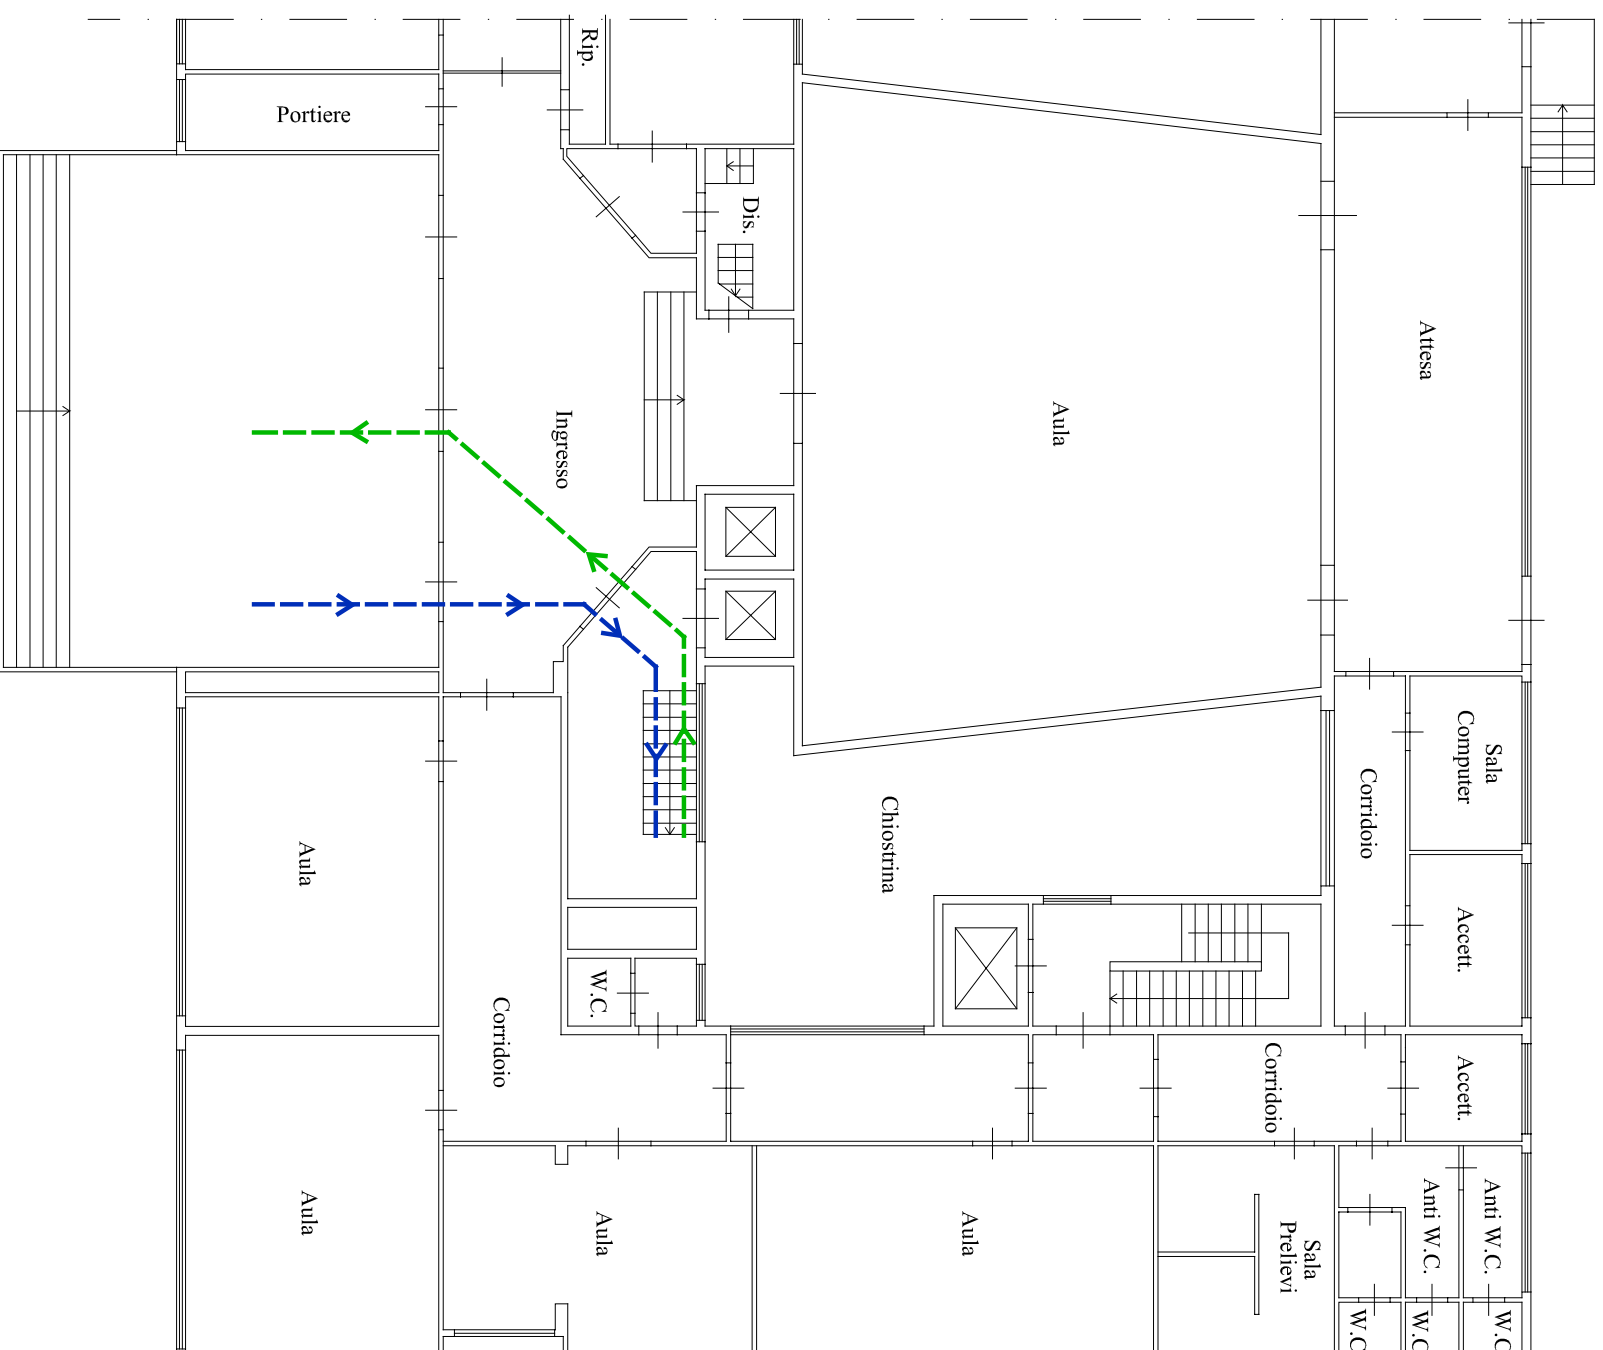 Rip.
Portiere
Dis.
Attesa
Aula
Ingresso
Sala
Computer
Corridoio
Chiostrina
Aula
Accett.
W.C.
Corridoio
Corridoio
Accett.
Aula
Aula
Aula
Sala
Prelievi
Anti W.C.
Anti W.C.
W.C
W.C
W.C